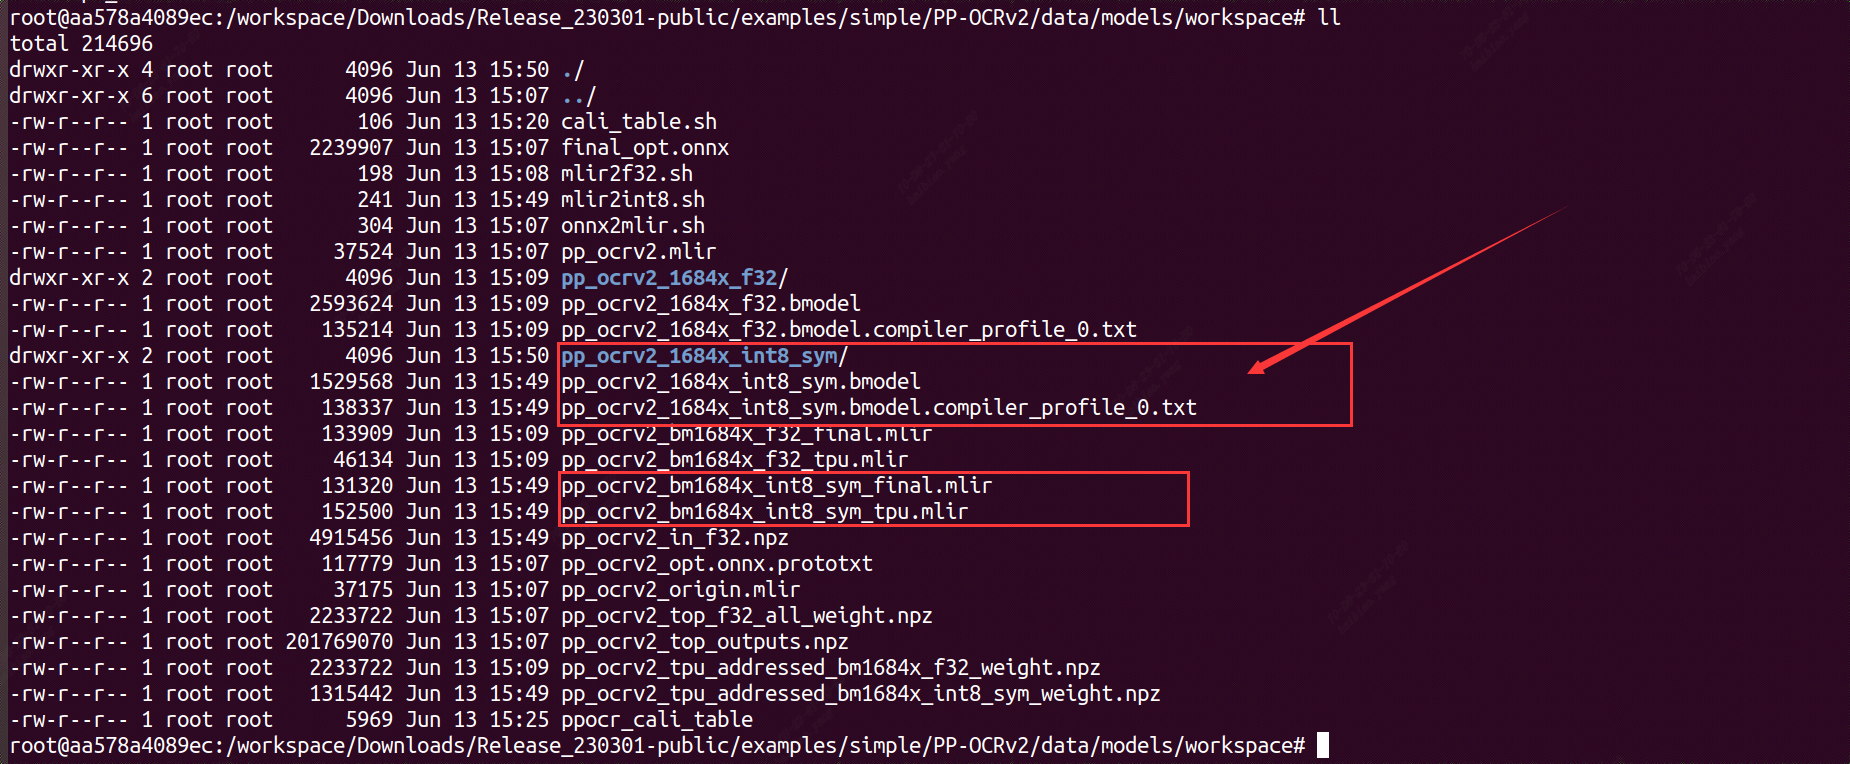 root@aa578a4089ec:/workspace/Downloads/Release_230301-public/examples/simple/PP-OCRv2/data/models/workspace# ll
total 214696
drwxr-xr-x 4 root root      4096 Jun 13 15:50 ./
drwxr-xr-x 6 root root      4096 Jun 13 15:07 ../
-rw-r--r-- 1 root root       106 Jun 13 15:20 cali_table.sh
-rw-r--r-- 1 root root   2239907 Jun 13 15:07 final_opt.onnx
-rw-r--r-- 1 root root       198 Jun 13 15:08 mlir2f32.sh
-rw-r--r-- 1 root root       241 Jun 13 15:49 mlir2int8.sh
-rw-r--r-- 1 root root       304 Jun 13 15:07 onnx2mlir.sh
-rw-r--r-- 1 root root     37524 Jun 13 15:07 pp_ocrv2.mlir
drwxr-xr-x 2 root root      4096 Jun 13 15:09 pp_ocrv2_1684x_f32/
-rw-r--r-- 1 root root   2593624 Jun 13 15:09 pp_ocrv2_1684x_f32.bmodel
-rw-r--r-- 1 root root    135214 Jun 13 15:09 pp_ocrv2_1684x_f32.bmodel.compiler_profile_0.txt
drwxr-xr-x 2 root root      4096 Jun 13 15:50 pp_ocrv2_1684x_int8_sym/
-rw-r--r-- 1 root root   1529568 Jun 13 15:49 pp_ocrv2_1684x_int8_sym.bmodel
-rw-r--r-- 1 root root    138337 Jun 13 15:49 pp_ocrv2_1684x_int8_sym.bmodel.compiler_profile_0.txt
-rw-r--r-- 1 root root    133909 Jun 13 15:09 pp_ocrv2_bm1684x_f32_final.mlir
-rw-r--r-- 1 root root     46134 Jun 13 15:09 pp_ocrv2_bm1684x_f32_tpu.mlir
-rw-r--r-- 1 root root    131320 Jun 13 15:49 pp_ocrv2_bm1684x_int8_sym_final.mlir
-rw-r--r-- 1 root root    152500 Jun 13 15:49 pp_ocrv2_bm1684x_int8_sym_tpu.mlir
-rw-r--r-- 1 root root   4915456 Jun 13 15:49 pp_ocrv2_in_f32.npz
-rw-r--r-- 1 root root    117779 Jun 13 15:07 pp_ocrv2_opt.onnx.prototxt
-rw-r--r-- 1 root root     37175 Jun 13 15:07 pp_ocrv2_origin.mlir
-rw-r--r-- 1 root root   2233722 Jun 13 15:07 pp_ocrv2_top_f32_all_weight.npz
-rw-r--r-- 1 root root 201769070 Jun 13 15:07 pp_ocrv2_top_outputs.npz
-rw-r--r-- 1 root root   2233722 Jun 13 15:09 pp_ocrv2_tpu_addressed_bm1684x_f32_weight.npz
-rw-r--r-- 1 root root   1315442 Jun 13 15:49 pp_ocrv2_tpu_addressed_bm1684x_int8_sym_weight.npz
-rw-r--r-- 1 root root      5969 Jun 13 15:25 ppocr_cali_table
root@aa578a4089ec:/workspace/Downloads/Release_230301-public/examples/simple/PP-OCRv2/data/models/workspace#